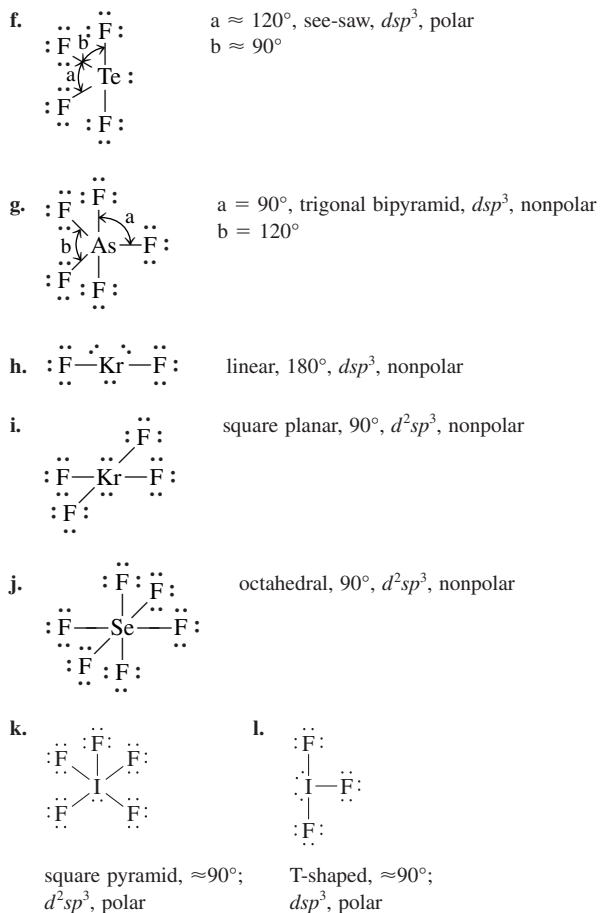 f.
F F
a ≈ 120°, see-saw, dsp³, polar
b
b ≈ 90°
a
Te
F
F
g.
F F
a
a = 90°, trigonal bipyramid, dsp³, nonpolar
b
As F
b = 120°
F
F
h.
F—Kr—F
linear, 180°, dsp³, nonpolar
i.
square planar, 90°, d²sp³, nonpolar
F
F—Kr—F
F
j.
octahedral, 90°, d²sp³, nonpolar
F F
F—Se—F
F F
k.
F
F F
I
F F
square pyramid, ≈90°;
d²sp³, polar
l.
F
I—F
F
T-shaped, ≈90°;
dsp³, polar